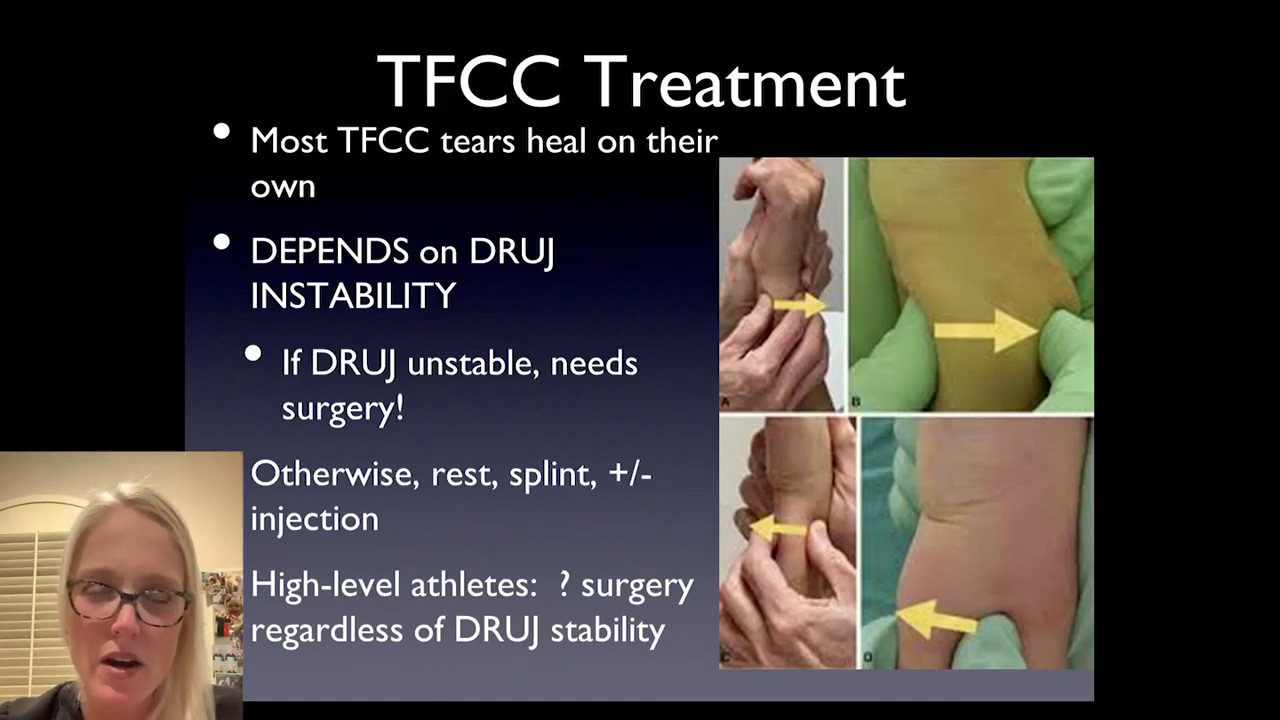 TFCC Treatment
• Most TFCC tears heal on their
own
• DEPENDS on DRUJ
INSTABILITY
• If DRUJ unstable, needs
surgery!
Otherwise, rest, splint, +/-
injection
High-level athletes: ? surgery
regardless of DRUJ stability
A
B
C
D